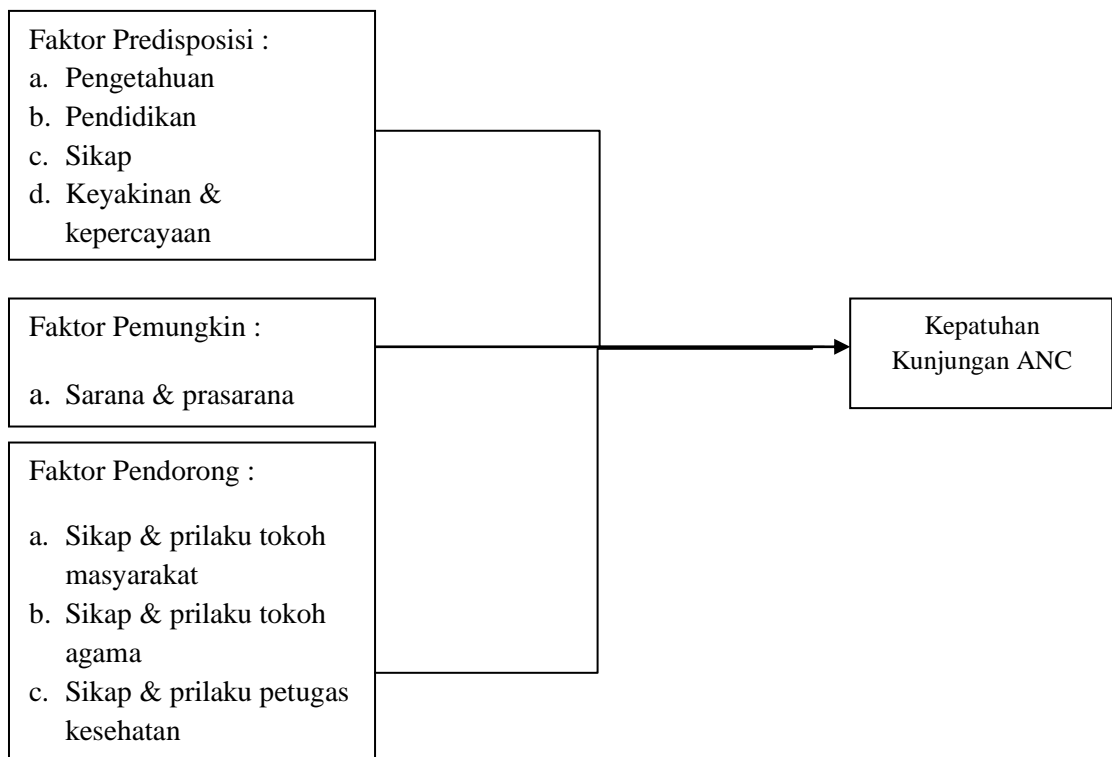 Faktor Predisposisi :
a. Pengetahuan
b. Pendidikan
c. Sikap
d. Keyakinan &
kepercayaan
Faktor Pemungkin :
a. Sarana & prasarana
Faktor Pendorong :
a. Sikap & prilaku tokoh
masyarakat
b. Sikap & prilaku tokoh
agama
c. Sikap & prilaku petugas
kesehatan
Kepatuhan
Kunjungan ANC